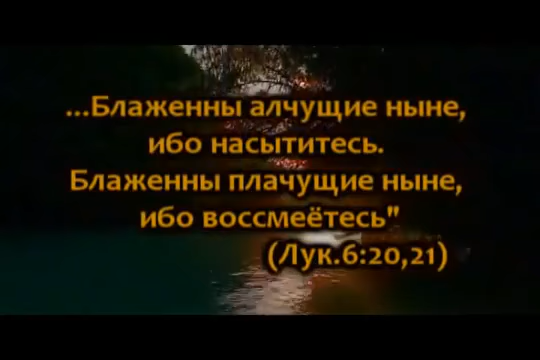 ...Блаженны алчущие ныне,
ибо насытитесь.
Блаженны плачущие ныне,
ибо воссмеётесь"
(Лук.6:20,21)